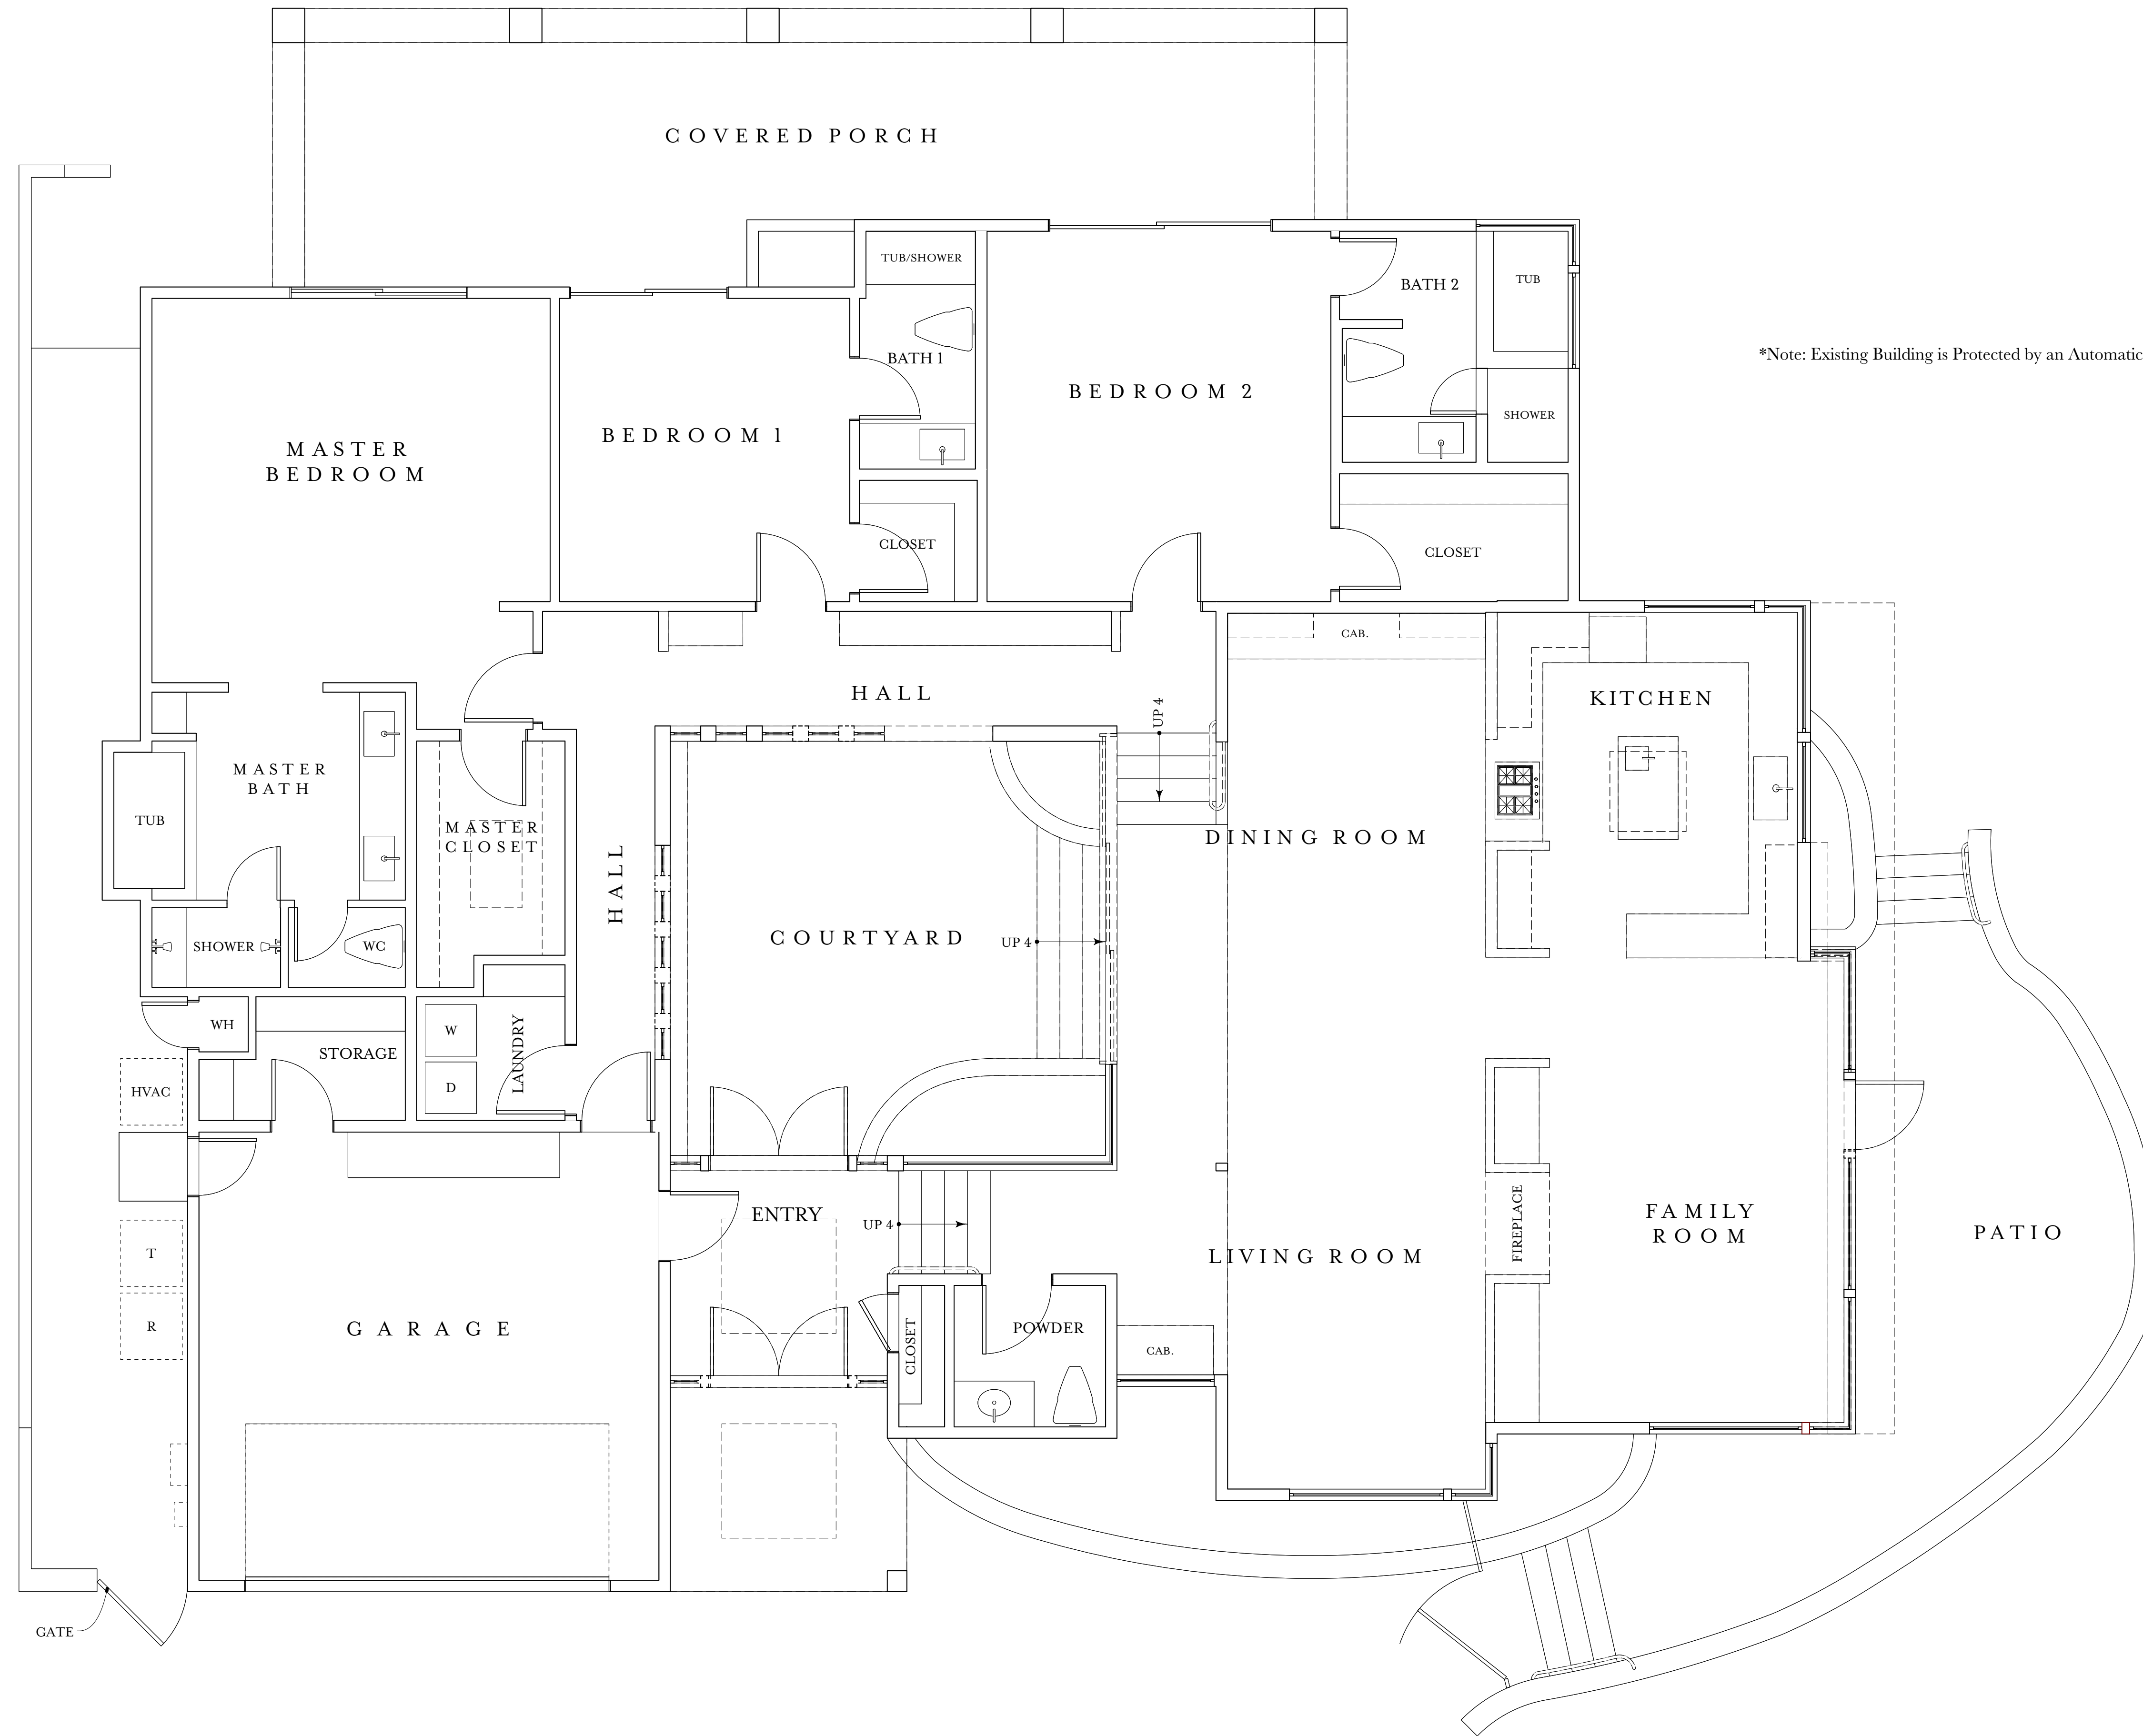 COVERED PORCH
TUB/SHOWER
BATH 2
TUB
*Note: Existing Building is Protected by an Automatic
BATH 1
BEDROOM 2
SHOWER
BEDROOM 1
MASTER
BEDROOM
CLOSET
CLOSET
CAB.
HALL
UP 4
KITCHEN
MASTER
BATH
TUB
MASTER
CLOSET
HALL
DINING ROOM
COURTYARD
UP 4
SHOWER
WC
WH
W
LAUNDRY
STORAGE
D
HVAC
ENTRY
UP 4
FIREPLACE
FAMILY
ROOM
PATIO
T
LIVING ROOM
R
GARAGE
CLOSET
POWDER
CAB.
GATE